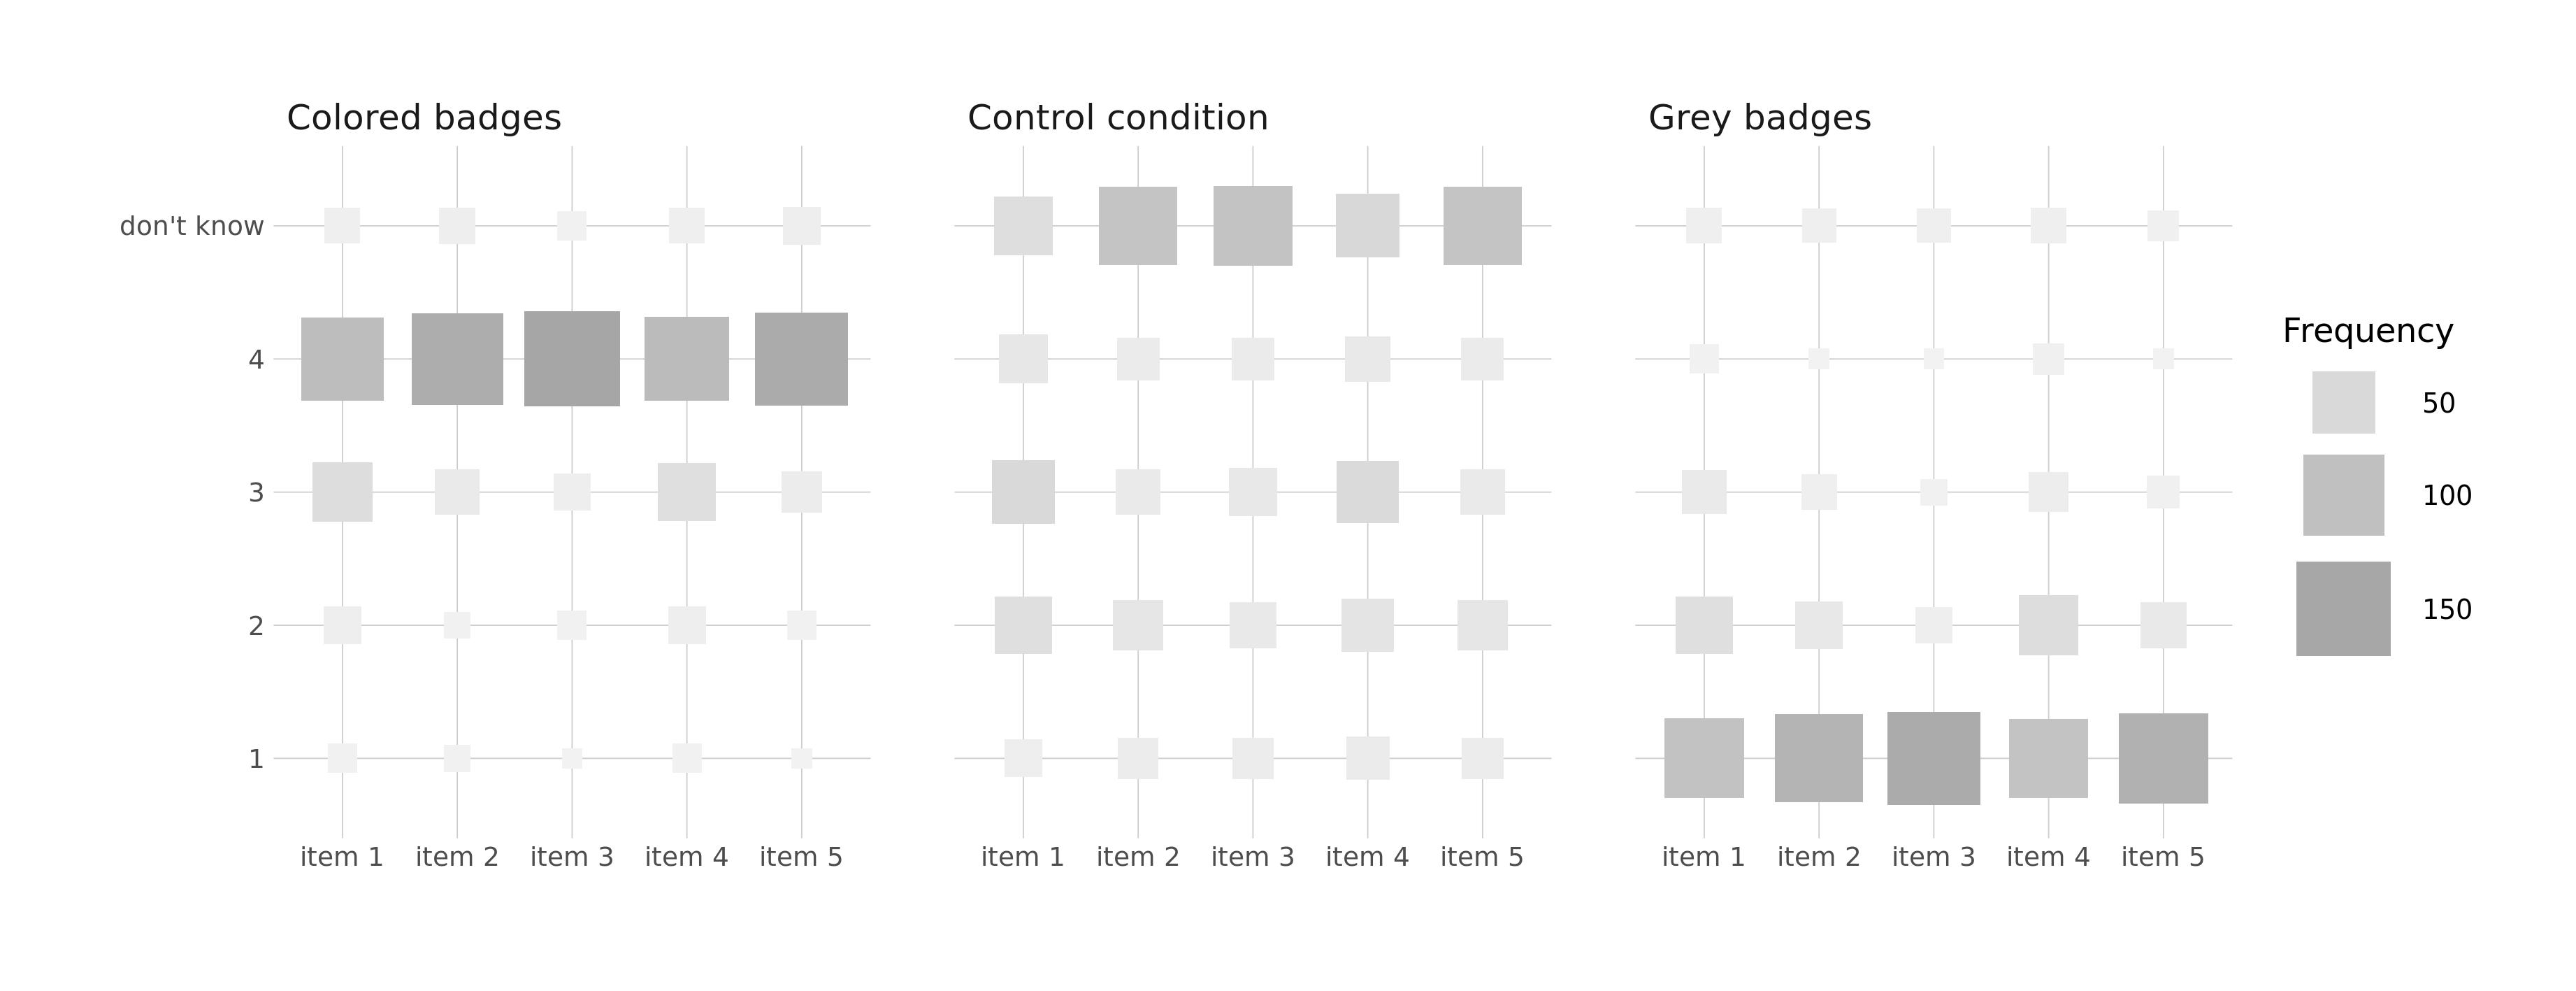 Colored badges
Control condition
Grey badges
don't know
4
3
2
1
item 1 item 2 item 3 item 4 item 5
item 1 item 2 item 3 item 4 item 5
item 1 item 2 item 3 item 4 item 5
Frequency
50
100
150